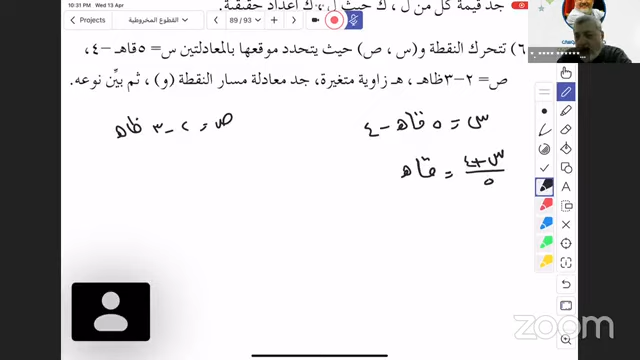 10:31 PM Wed Apr 13
Projects 89 / 93 القطوع المخروطية
جد قيمة كل من ل ، ك حيث ل ، ك أعداد حقيقية.
٦) تتحرك النقطة و(س ، ص) حيث يتحدد موقعها بالمعادلتين س= ٥قاهـ −٤،
ص= ٢−٣ظاهـ ، هـ زاوية متغيرة، جد معادلة مسار النقطة (و) ، ثم بيِّن نوعه.
س = ٥ قاهـ − ٤
ص = ٢ − ٣ ظاهـ
س+٤ / ٥ = قاهـ
zoom